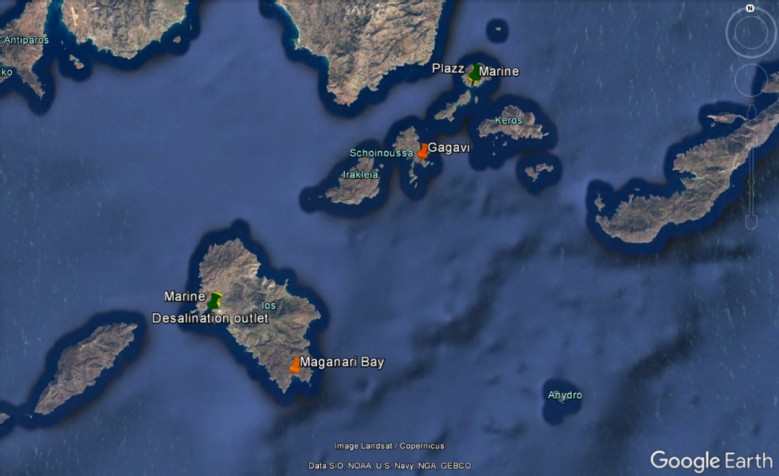 N
Antiparos
ko
Plazz Marine
Keros
Schoinoussa Gagavi
Irakleia
Marine
Ios
Desalination outlet
Maganari Bay
Anydro
Image Landsat / Copernicus
Data SIO, NOAA, U.S. Navy, NGA, GEBCO
Google Earth